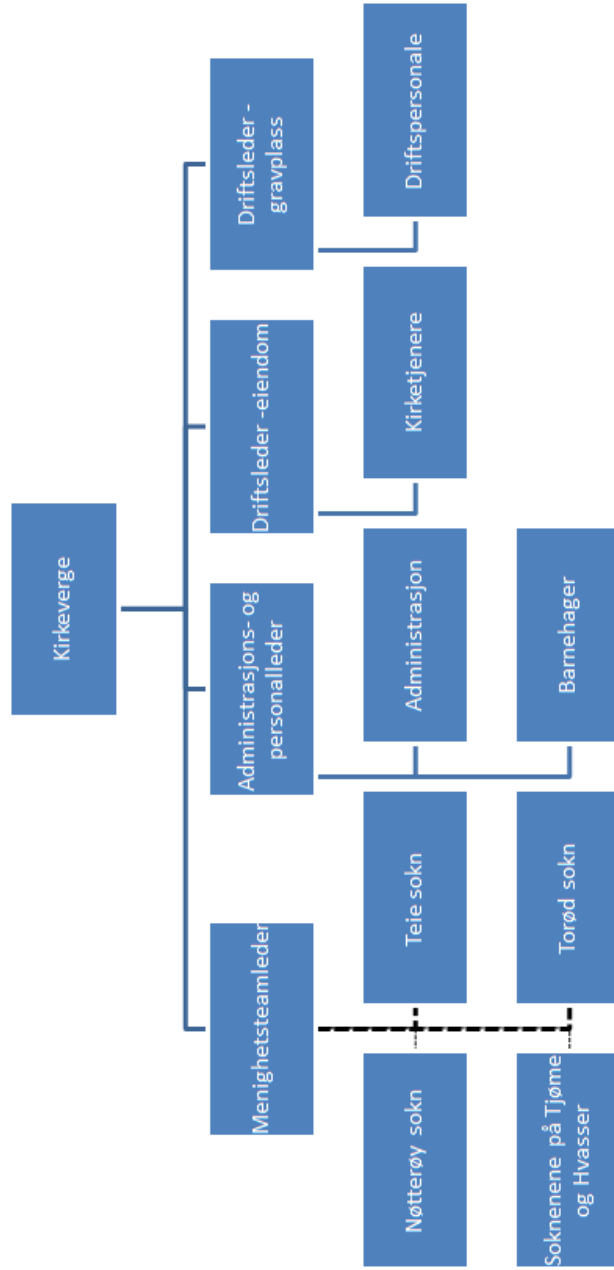 Kirkeverge
Menighetsteamleder
Administrasjons- og
personalleder
Driftsleder -eiendom
Driftsleder -
gravplass
Nøtterøy sokn
Teie sokn
Administrasjon
Kirketjenere
Driftspersonale
Soknenene på Tjøme
og Hvasser
Torød sokn
Barnehager